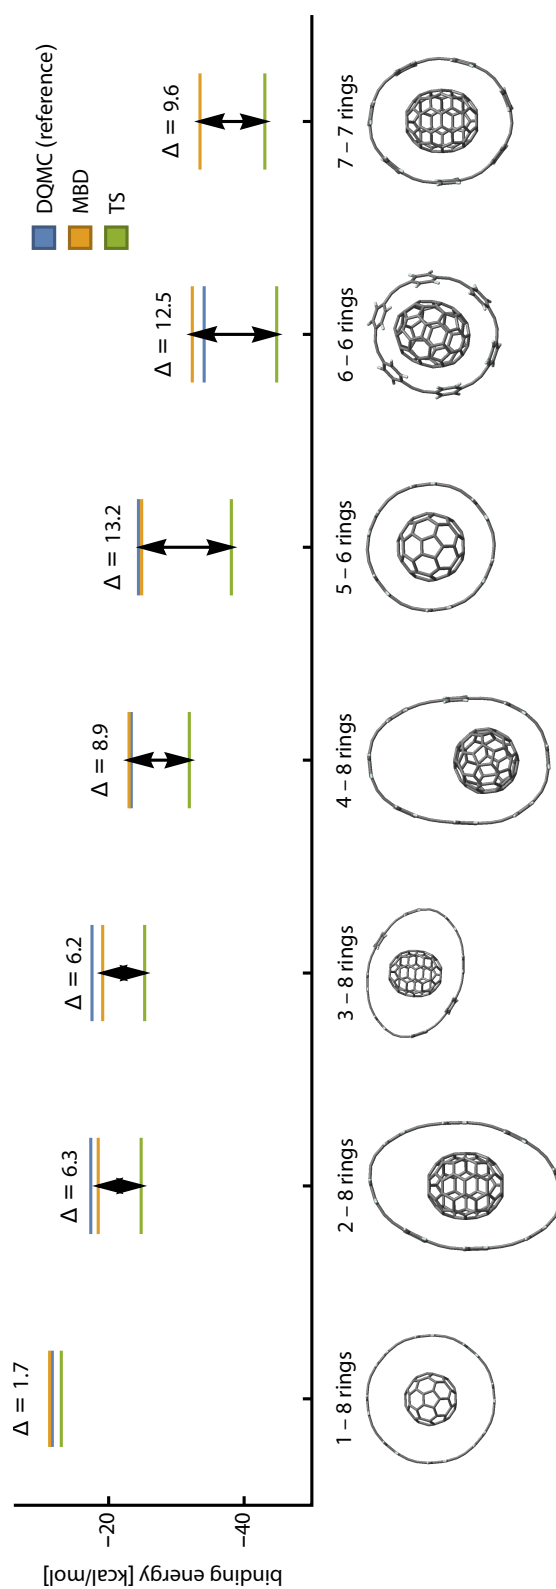 DQMC (reference)
MBD
TS
Δ = 1.7
Δ = 6.3
Δ = 6.2
Δ = 8.9
Δ = 13.2
Δ = 12.5
Δ = 9.6
binding energy [kcal/mol]
−20
−40
1 – 8 rings
2 – 8 rings
3 – 8 rings
4 – 8 rings
5 – 6 rings
6 – 6 rings
7 – 7 rings